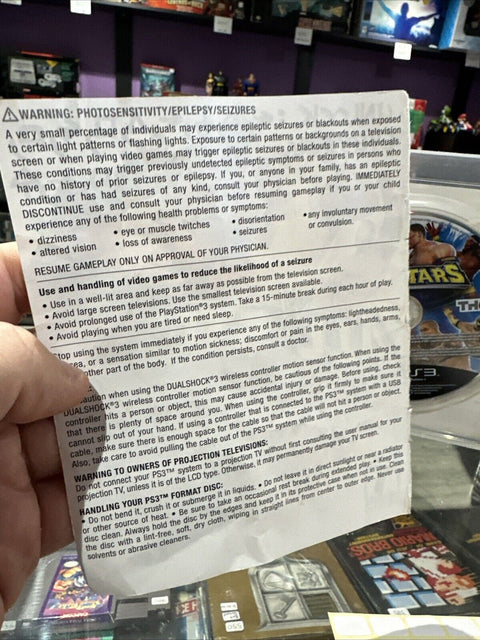 WARNING: PHOTOSENSITIVITY/EPILEPSY/SEIZURES
A very small percentage of individuals may experience epileptic seizures or blackouts when exposed
to certain light patterns or flashing lights. Exposure to certain patterns or backgrounds on a television
screen or when playing video games may trigger epileptic seizures or blackouts in these individuals.
These conditions may trigger previously undetected epileptic symptoms or seizures in persons who
have no history of prior seizures or epilepsy. If you, or anyone in your family, has an epileptic
condition or has had seizures of any kind, consult your physician before playing. IMMEDIATELY
DISCONTINUE use and consult your physician before resuming gameplay if you or your child
experience any of the following health problems or symptoms:
• dizziness • eye or muscle twitches • disorientation • any involuntary movement
• altered vision • loss of awareness • seizures or convulsion.
RESUME GAMEPLAY ONLY ON APPROVAL OF YOUR PHYSICIAN.
Use and handling of video games to reduce the likelihood of a seizure
• Use in a well-lit area and keep as far away as possible from the television screen.
• Avoid large screen televisions. Use the smallest television screen available.
• Avoid prolonged use of the PlayStation®3 system. Take a 15-minute break during each hour of play.
• Avoid playing when you are tired or need sleep.
Stop using the system immediately if you experience any of the following symptoms: lightheadedness,
ea, or a sensation similar to motion sickness; discomfort or pain in the eyes, ears, hands, arms,
other part of the body. If the condition persists, consult a doctor.
aution when using the DUALSHOCK®3 wireless controller motion sensor function. When using the
DUALSHOCK®3 wireless controller motion sensor function, be cautious of the following points. If the
controller hits a person or object, this may cause accidental injury or damage. Before using, check
that there is plenty of space around you. When using the controller, grip it firmly to make sure it
cannot slip out of your hand. If using a controller that is connected to the PS3™ system with a USB
cable, make sure there is enough space for the cable so that the cable will not hit a person or object.
Also, take care to avoid pulling the cable out of the PS3™ system while using the controller.
WARNING TO OWNERS OF PROJECTION TELEVISIONS:
Do not connect your PS3™ system to a projection TV without first consulting the user manual for your
projection TV, unless it is of the LCD type. Otherwise, it may permanently damage your TV screen.
HANDLING YOUR PS3™ FORMAT DISC:
• Do not bend it, crush it or submerge it in liquids. • Do not leave it in direct sunlight or near a radiator
or other source of heat. • Be sure to take an occasional rest break during extended play. • Keep this
disc clean. Always hold the disc by the edges and keep it in its protective case when not in use. Clean
the disc with a lint-free, soft, dry cloth, wiping in straight lines from center to outer edge. Never use
solvents or abrasive cleaners.
TARS
PS3